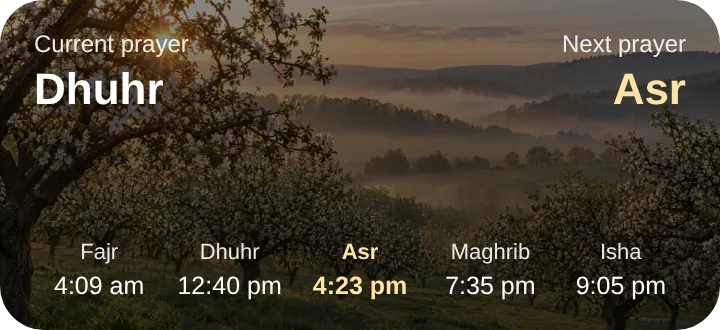 Current prayer
Next prayer
Dhuhr
Asr
Fajr
Dhuhr
Asr
Maghrib
Isha
4:09 am
12:40 pm
4:23 pm
7:35 pm
9:05 pm